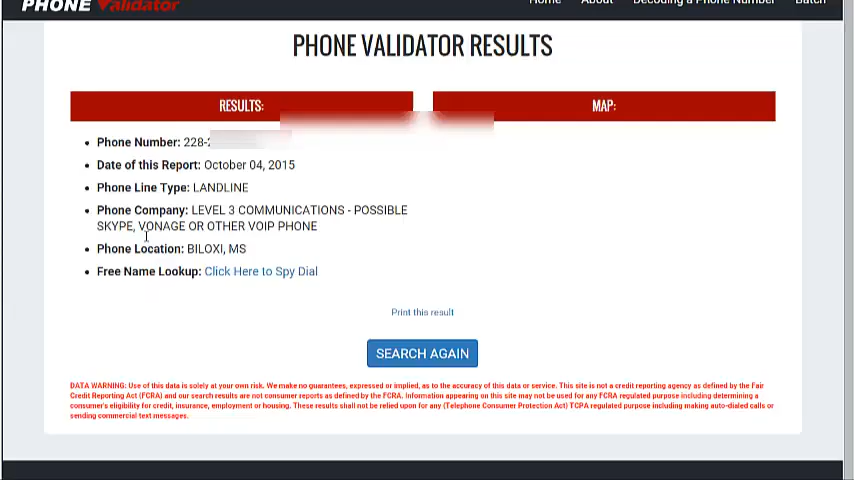 PHONE Validator
Home About Decoding a Phone Number Batch
PHONE VALIDATOR RESULTS
RESULTS:
MAP:
Phone Number: 228-2
Date of this Report: October 04, 2015
Phone Line Type: LANDLINE
Phone Company: LEVEL 3 COMMUNICATIONS - POSSIBLE
SKYPE, VONAGE OR OTHER VOIP PHONE
Phone Location: BILOXI, MS
Free Name Lookup: Click Here to Spy Dial
Print this result
SEARCH AGAIN
DATA WARNING: Use of this data is solely at your own risk. We make no guarantees, expressed or implied, as to the accuracy of this data or service. This site is not a credit reporting agency as defined by the Fair
Credit Reporting Act (FCRA) and our search results are not consumer reports as defined by the FCRA. Information appearing on this site may not be used for any FCRA regulated purpose including determining a
consumer's eligibility for credit, insurance, employment or housing. These results shall not be relied upon for any (Telephone Consumer Protection Act) TCPA regulated purpose including making auto-dialed calls or
sending commercial text messages.